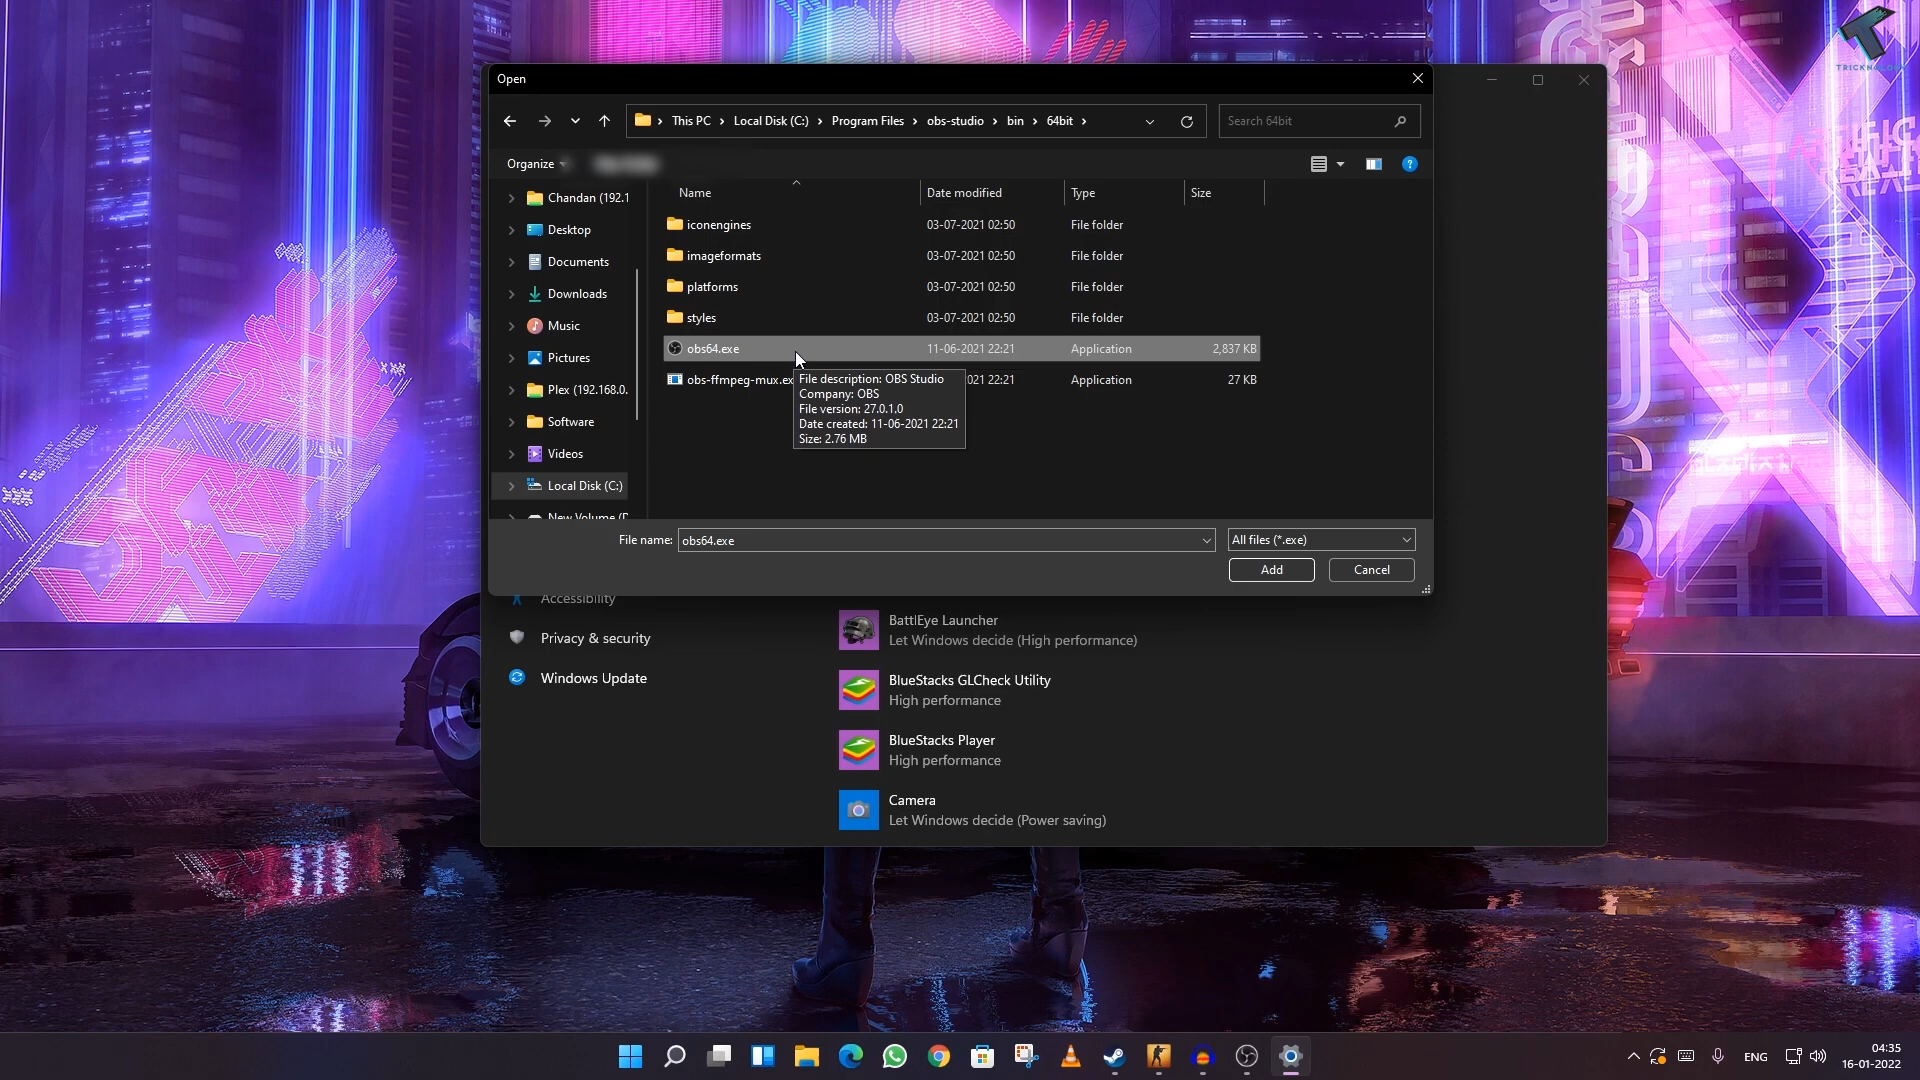 TRICKNOLOGY
Open
This PC
Local Disk (C:)
Program Files
obs-studio
bin
64bit
Search 64bit
Organize
Name
Date modified
Type
Size
Chandan (192.1
Desktop
Documents
Downloads
Music
Pictures
Plex (192.168.0.
Software
Videos
Local Disk (C:)
New Volume (D
iconengines 03-07-2021 02:50 File folder
imageformats 03-07-2021 02:50 File folder
platforms 03-07-2021 02:50 File folder
styles 03-07-2021 02:50 File folder
obs64.exe 11-06-2021 22:21 Application 2,837 KB
obs-ffmpeg-mux.ex 2021 22:21 Application 27 KB
File description: OBS Studio
Company: OBS
File version: 27.0.1.0
Date created: 11-06-2021 22:21
Size: 2.76 MB
File name: obs64.exe
All files (*.exe)
Add
Cancel
Accessibility
Privacy & security
Windows Update
BattlEye Launcher
Let Windows decide (High performance)
BlueStacks GLCheck Utility
High performance
BlueStacks Player
High performance
Camera
Let Windows decide (Power saving)
ENG
04:35
16-01-2022